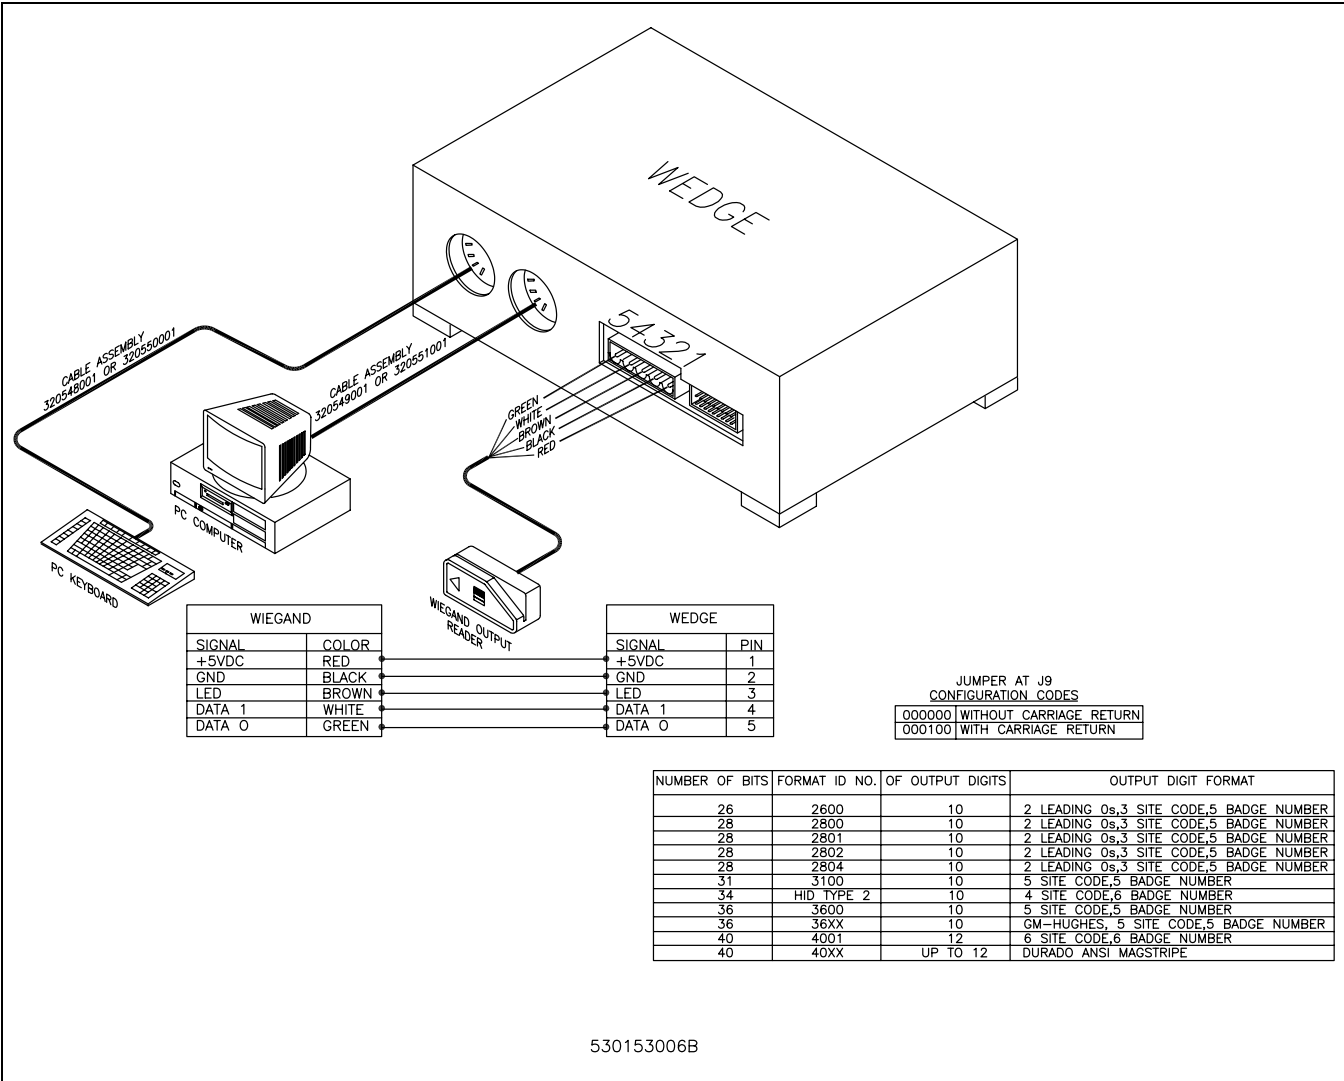 WEDGE
54321
CABLE ASSEMBLY
320548001 OR 320550001
CABLE ASSEMBLY
320549001 OR 320551001
GREEN
WHITE
BROWN
BLACK
RED
PC COMPUTER
PC KEYBOARD
WIEGAND OUTPUT
READER
WIEGAND
SIGNAL COLOR
+5VDC RED
GND BLACK
LED BROWN
DATA 1 WHITE
DATA O GREEN
WEDGE
SIGNAL PIN
+5VDC 1
GND 2
LED 3
DATA 1 4
DATA O 5
JUMPER AT J9
CONFIGURATION CODES
000000 WITHOUT CARRIAGE RETURN
000100 WITH CARRIAGE RETURN
NUMBER OF BITS FORMAT ID NO. OF OUTPUT DIGITS OUTPUT DIGIT FORMAT
26 2600 10 2 LEADING 0s,3 SITE CODE,5 BADGE NUMBER
28 2800 10 2 LEADING 0s,3 SITE CODE,5 BADGE NUMBER
28 2801 10 2 LEADING 0s,3 SITE CODE,5 BADGE NUMBER
28 2802 10 2 LEADING 0s,3 SITE CODE,5 BADGE NUMBER
28 2804 10 2 LEADING 0s,3 SITE CODE,5 BADGE NUMBER
31 3100 10 5 SITE CODE,5 BADGE NUMBER
34 HID TYPE 2 10 4 SITE CODE,6 BADGE NUMBER
36 3600 10 5 SITE CODE,5 BADGE NUMBER
36 36XX 10 GM-HUGHES, 5 SITE CODE,5 BADGE NUMBER
40 4001 12 6 SITE CODE,6 BADGE NUMBER
40 40XX UP TO 12 DURADO ANSI MAGSTRIPE
530153006B